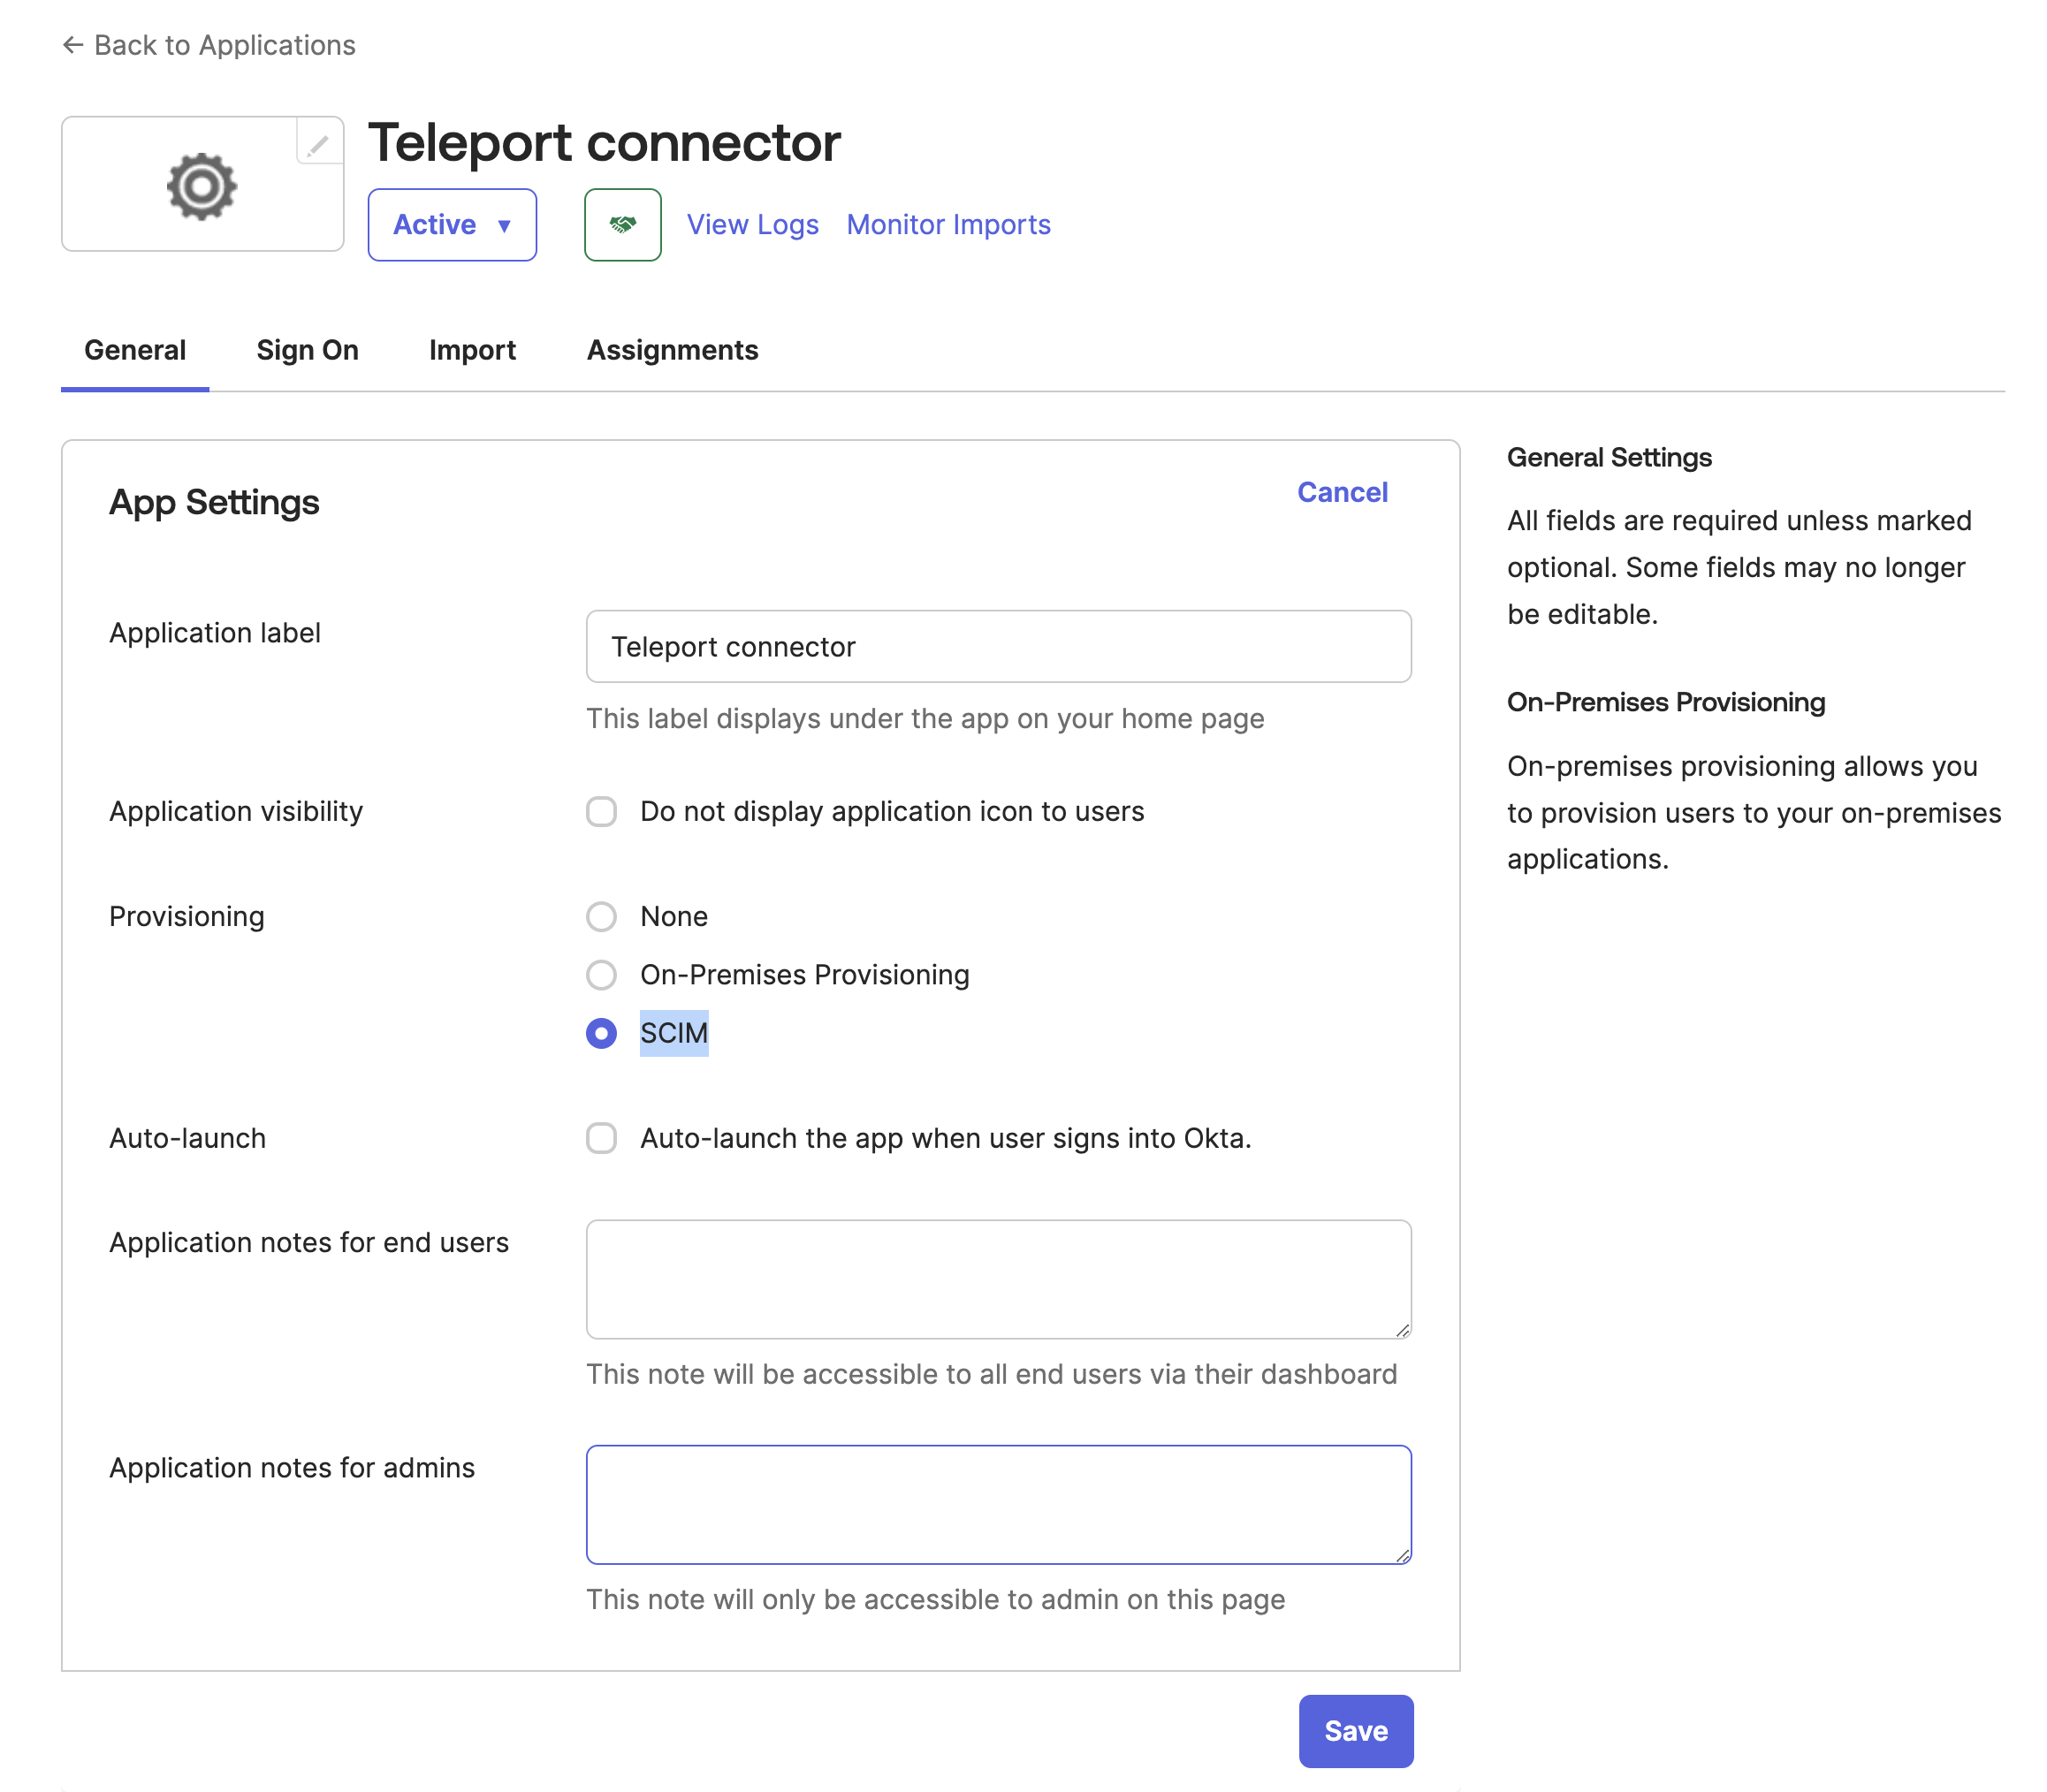 ← Back to Applications
Teleport connector
Active ▼
View Logs
Monitor Imports
General
Sign On
Import
Assignments
App Settings
Cancel
Application label
Teleport connector
This label displays under the app on your home page
Application visibility
Do not display application icon to users
Provisioning
None
On-Premises Provisioning
SCIM
Auto-launch
Auto-launch the app when user signs into Okta.
Application notes for end users
This note will be accessible to all end users via their dashboard
Application notes for admins
This note will only be accessible to admin on this page
Save
General Settings
All fields are required unless marked
optional. Some fields may no longer
be editable.
On-Premises Provisioning
On-premises provisioning allows you
to provision users to your on-premises
applications.